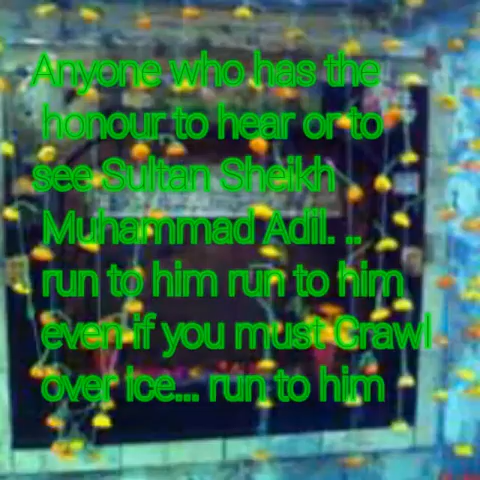 Anyone who has the
honour to hear or to
see Sultan Sheikh
Muhammad Adil. ..
run to him run to him
even if you must Crawl
over ice... run to him